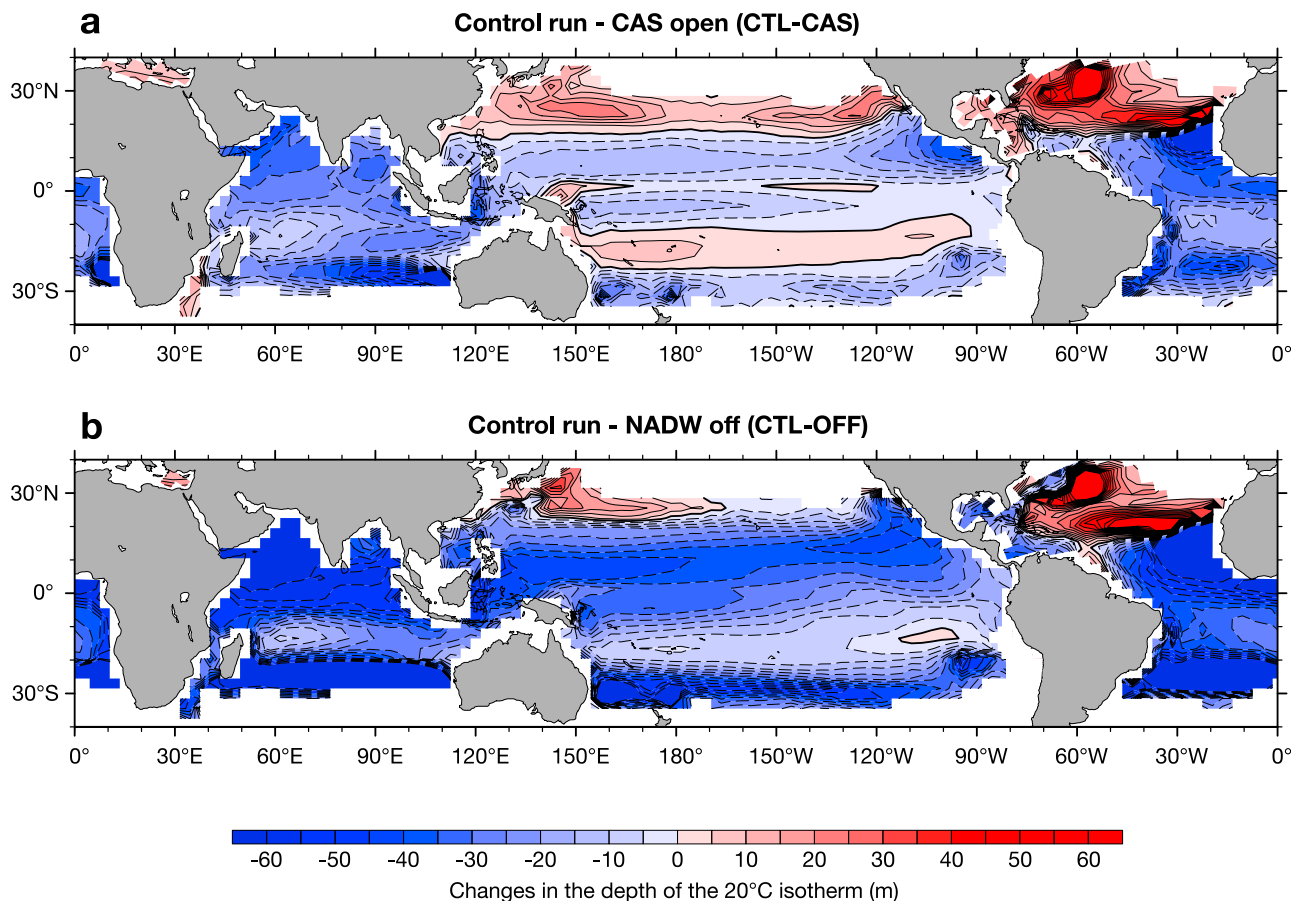 a
Control run - CAS open (CTL-CAS)
30°N
0°
30°S
0° 30°E 60°E 90°E 120°E 150°E 180° 150°W 120°W 90°W 60°W 30°W 0°
b
Control run - NADW off (CTL-OFF)
30°N
0°
30°S
0° 30°E 60°E 90°E 120°E 150°E 180° 150°W 120°W 90°W 60°W 30°W 0°
-60 -50 -40 -30 -20 -10 0 10 20 30 40 50 60
Changes in the depth of the 20°C isotherm (m)